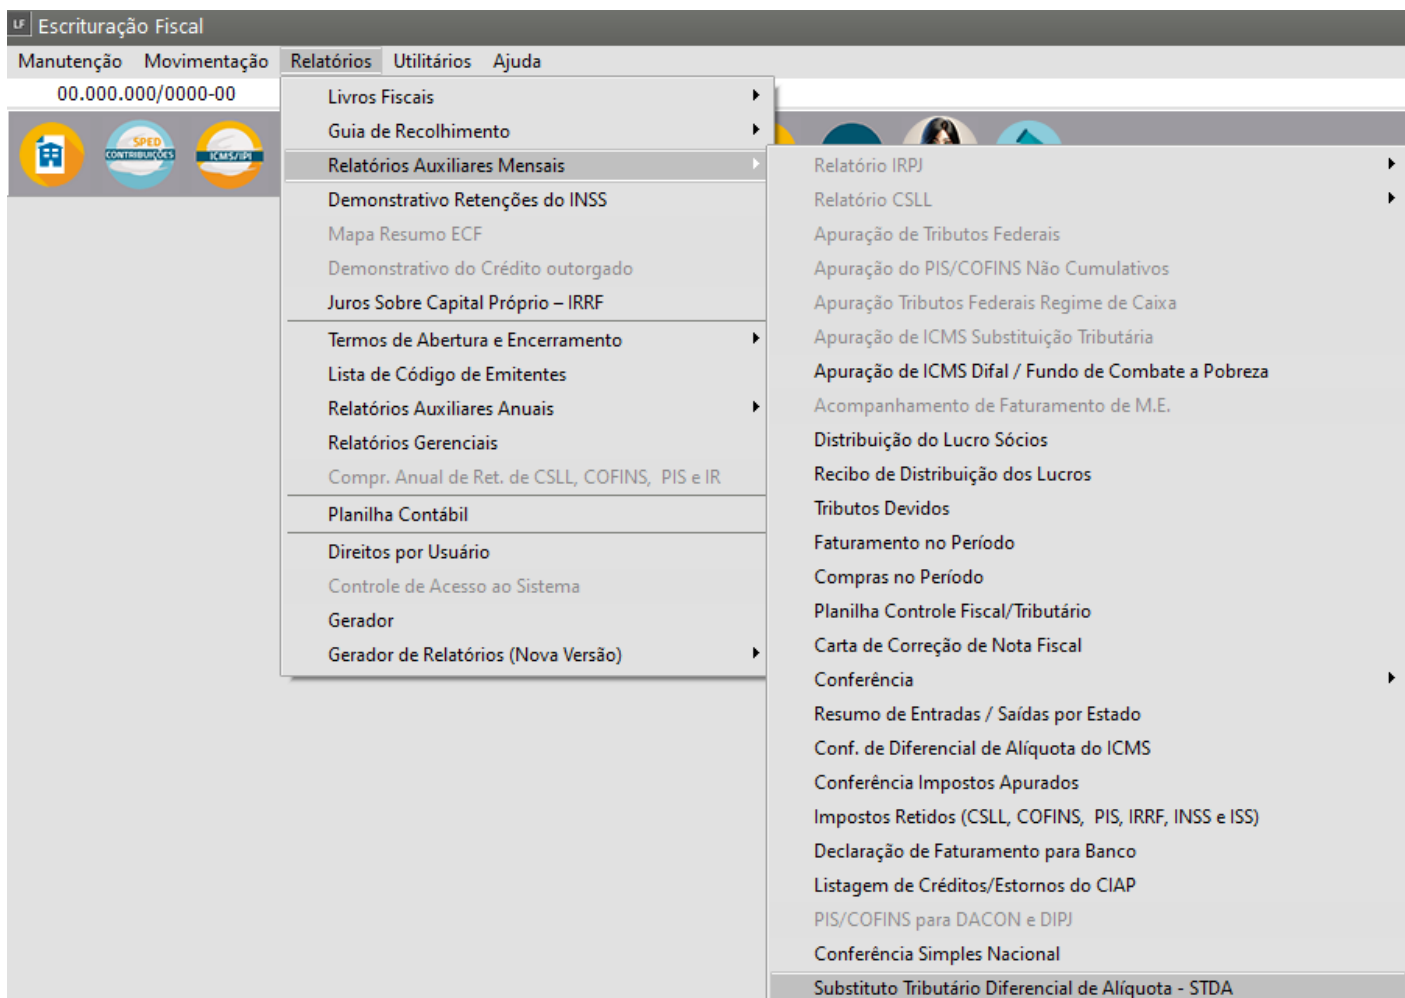 LF Escrituração Fiscal
Manutenção Movimentação Relatórios Utilitários Ajuda
00.000.000/0000-00
SPED
CONTRIBUIÇÕES
ICMS/IPI
Livros Fiscais
Guia de Recolhimento
Relatórios Auxiliares Mensais
Demonstrativo Retenções do INSS
Mapa Resumo ECF
Demonstrativo do Crédito outorgado
Juros Sobre Capital Próprio – IRRF
Termos de Abertura e Encerramento
Lista de Código de Emitentes
Relatórios Auxiliares Anuais
Relatórios Gerenciais
Compr. Anual de Ret. de CSLL, COFINS, PIS e IR
Planilha Contábil
Direitos por Usuário
Controle de Acesso ao Sistema
Gerador
Gerador de Relatórios (Nova Versão)
Relatório IRPJ
Relatório CSLL
Apuração de Tributos Federais
Apuração do PIS/COFINS Não Cumulativos
Apuração Tributos Federais Regime de Caixa
Apuração de ICMS Substituição Tributária
Apuração de ICMS Difal / Fundo de Combate a Pobreza
Acompanhamento de Faturamento de M.E.
Distribuição do Lucro Sócios
Recibo de Distribuição dos Lucros
Tributos Devidos
Faturamento no Período
Compras no Período
Planilha Controle Fiscal/Tributário
Carta de Correção de Nota Fiscal
Conferência
Resumo de Entradas / Saídas por Estado
Conf. de Diferencial de Alíquota do ICMS
Conferência Impostos Apurados
Impostos Retidos (CSLL, COFINS, PIS, IRRF, INSS e ISS)
Declaração de Faturamento para Banco
Listagem de Créditos/Estornos do CIAP
PIS/COFINS para DACON e DIPJ
Conferência Simples Nacional
Substituto Tributário Diferencial de Alíquota - STDA